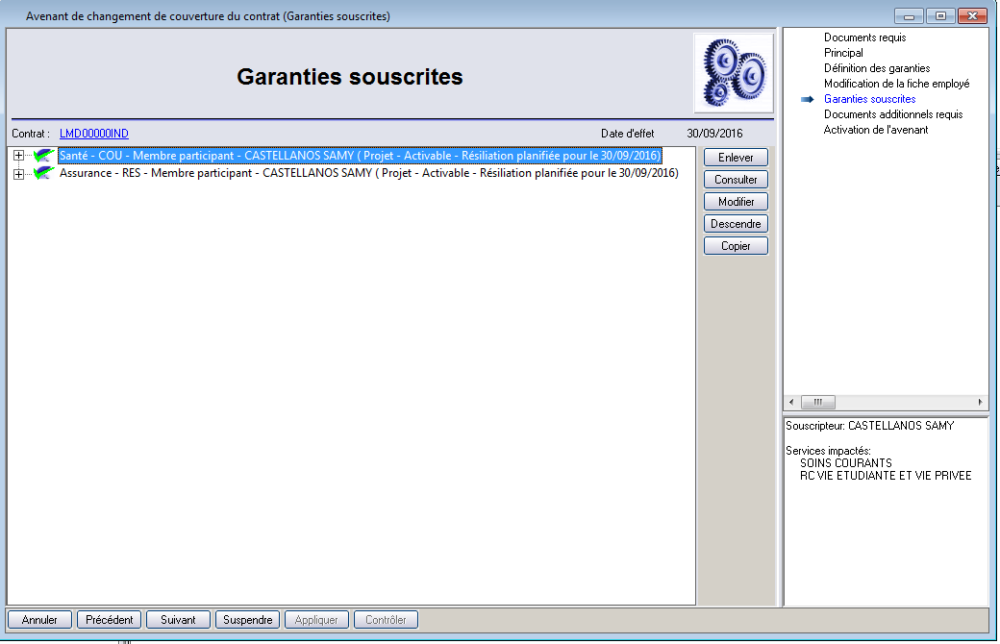 Avenant de changement de couverture du contrat (Garanties souscrites)
Garanties souscrites
Contrat : LMD00000IND Date d'effet 30/09/2016
Santé - COU - Membre participant - CASTELLANOS SAMY ( Projet - Activable - Résiliation planifiée pour le 30/09/2016)
Assurance - RES - Membre participant - CASTELLANOS SAMY ( Projet - Activable - Résiliation planifiée pour le 30/09/2016)
Enlever
Consulter
Modifier
Descendre
Copier
Documents requis
Principal
Définition des garanties
Modification de la fiche employé
Garanties souscrites
Documents additionnels requis
Activation de l'avenant
Souscripteur: CASTELLANOS SAMY
Services impactés:
SOINS COURANTS
RC VIE ETUDIANTE ET VIE PRIVEE
Annuler Précédent Suivant Suspendre Appliquer Contrôler